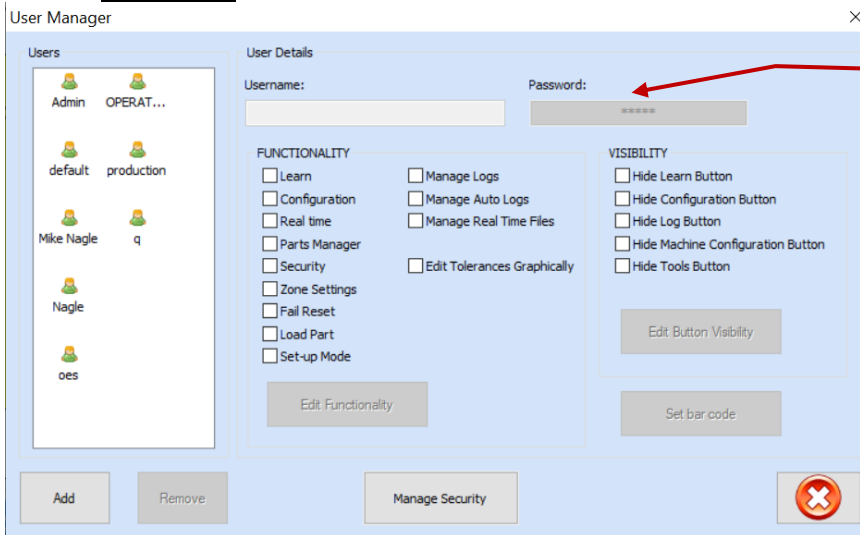 User Manager
Users
Admin OPERAT...
default production
Mike Nagle q
Nagle
oes
User Details
Username: Password:
*****
FUNCTIONALITY
Learn Manage Logs
Configuration Manage Auto Logs
Real time Manage Real Time Files
Parts Manager
Security Edit Tolerances Graphically
Zone Settings
Fail Reset
Load Part
Set-up Mode
Edit Functionality
VISIBILITY
Hide Learn Button
Hide Configuration Button
Hide Log Button
Hide Machine Configuration Button
Hide Tools Button
Edit Button Visibility
Set bar code
Add Remove Manage Security